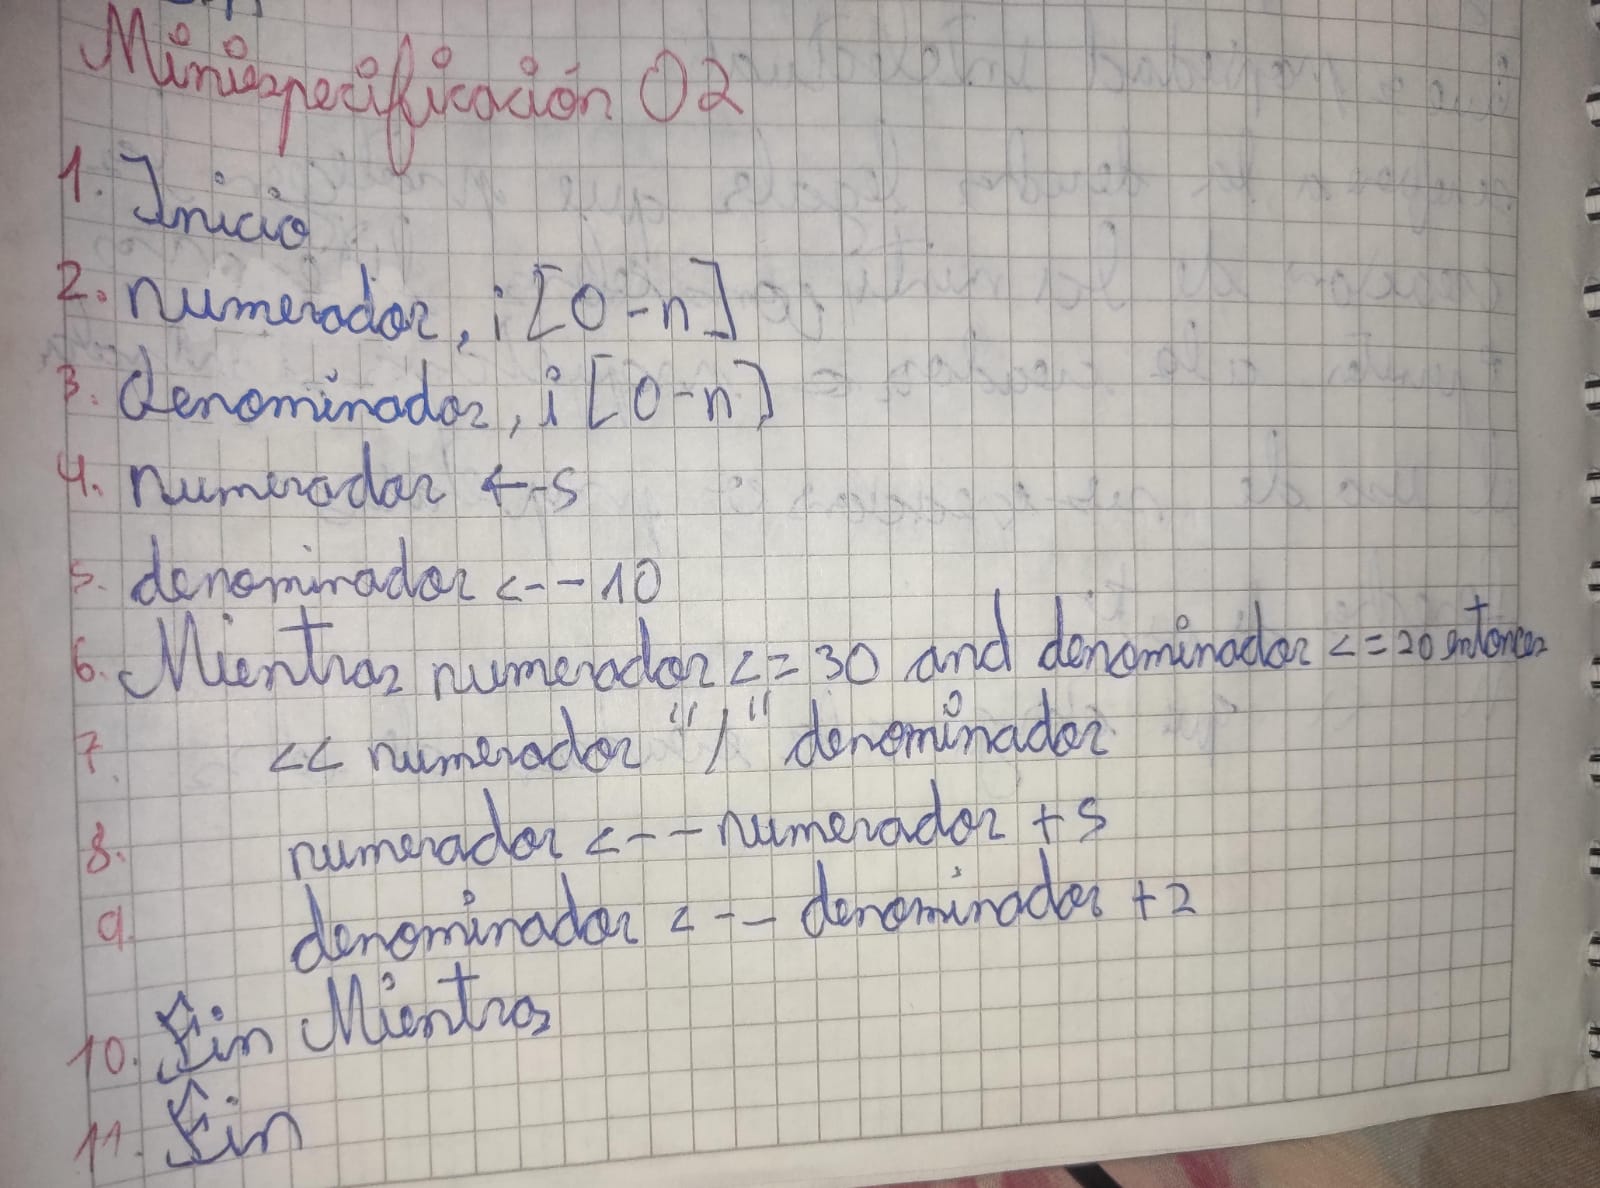 Miniespecificación 02
1. Inicio
2. numerador, i [0-n]
3. denominador, i [0-n]
4. numerador <-- 5
5. denominador <-- 10
6. Mientras numerador <= 30 and denominador <= 20 entonces
7. << numerador "/" denominador
8. numerador <-- numerador + 5
9. denominador <-- denominador + 2
10. Fin Mientras
11. Fin